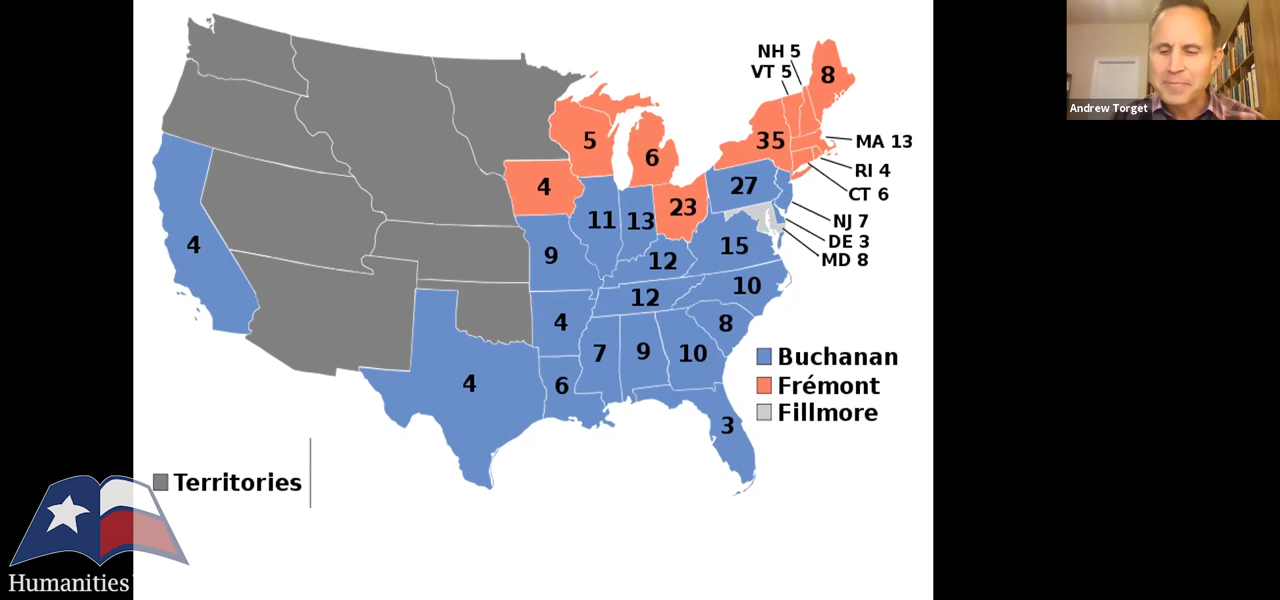 NH 5
VT 5
8
Andrew Torget
5
6
35
MA 13
RI 4
CT 6
4
27
23
11
13
NJ 7
DE 3
MD 8
4
9
12
15
10
12
4
8
7
9
10
Buchanan
4
6
Frémont
Fillmore
3
Territories
Humanities